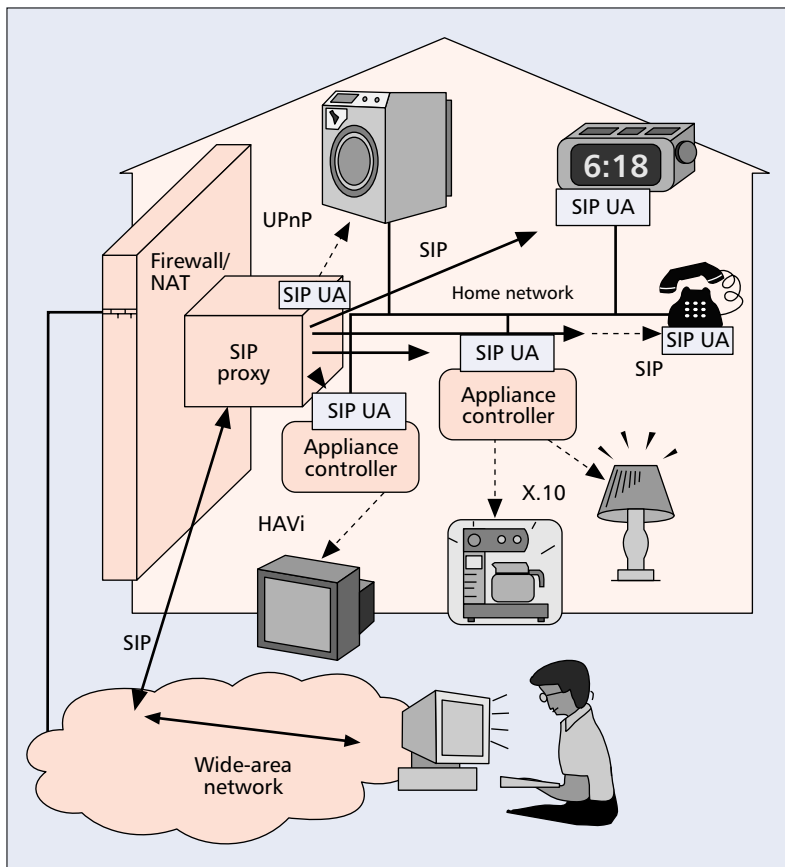 6:18
SIP UA
UPnP
SIP
Firewall/
NAT
SIP UA
Home network
SIP
proxy
SIP UA
SIP UA
SIP
SIP UA
Appliance
controller
Appliance
controller
X.10
HAVi
SIP
Wide-area
network